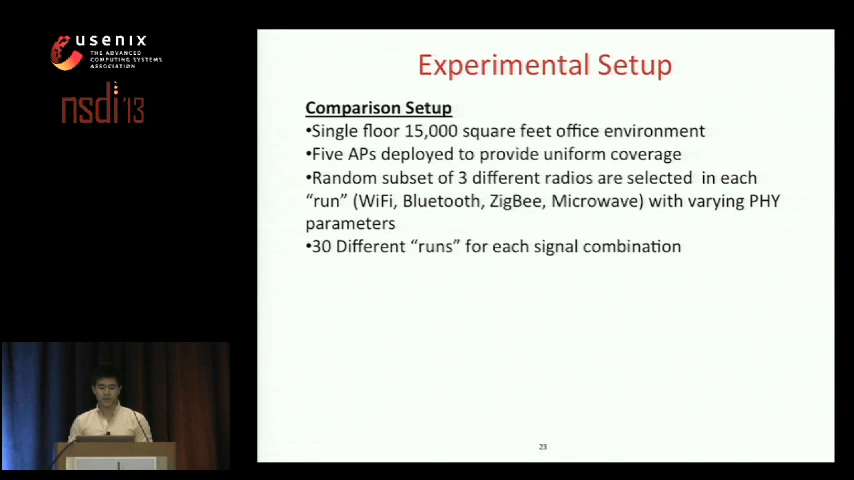 usenix
THE ADVANCED
COMPUTING SYSTEMS
ASSOCIATION
nsdi'13
Experimental Setup
Comparison Setup
•Single floor 15,000 square feet office environment
•Five APs deployed to provide uniform coverage
•Random subset of 3 different radios are selected in each
“run” (WiFi, Bluetooth, ZigBee, Microwave) with varying PHY
parameters
•30 Different “runs” for each signal combination
23